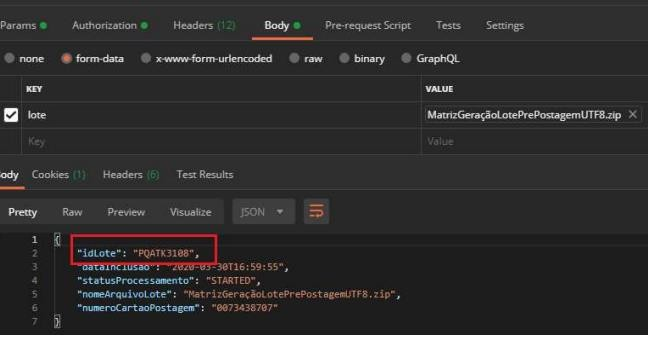 Params Authorization Headers (12) Body Pre-request Script Tests Settings
none form-data x-www-form-urlencoded raw binary GraphQL
KEY VALUE
lote MatrizGeraçãoLotePrePostagemUTF8.zip
Key Value
Body Cookies (1) Headers (6) Test Results
Pretty Raw Preview Visualize JSON
1 {
2 "idLote": "PQATK3108",
3 "dataInclusao": "2020-03-30T16:59:55",
4 "statusProcessamento": "STARTED",
5 "nomeArquivoLote": "MatrizGeraçãoLotePrePostagemUTF8.zip",
6 "numeroCartaoPostagem": "0073438707"
7 }